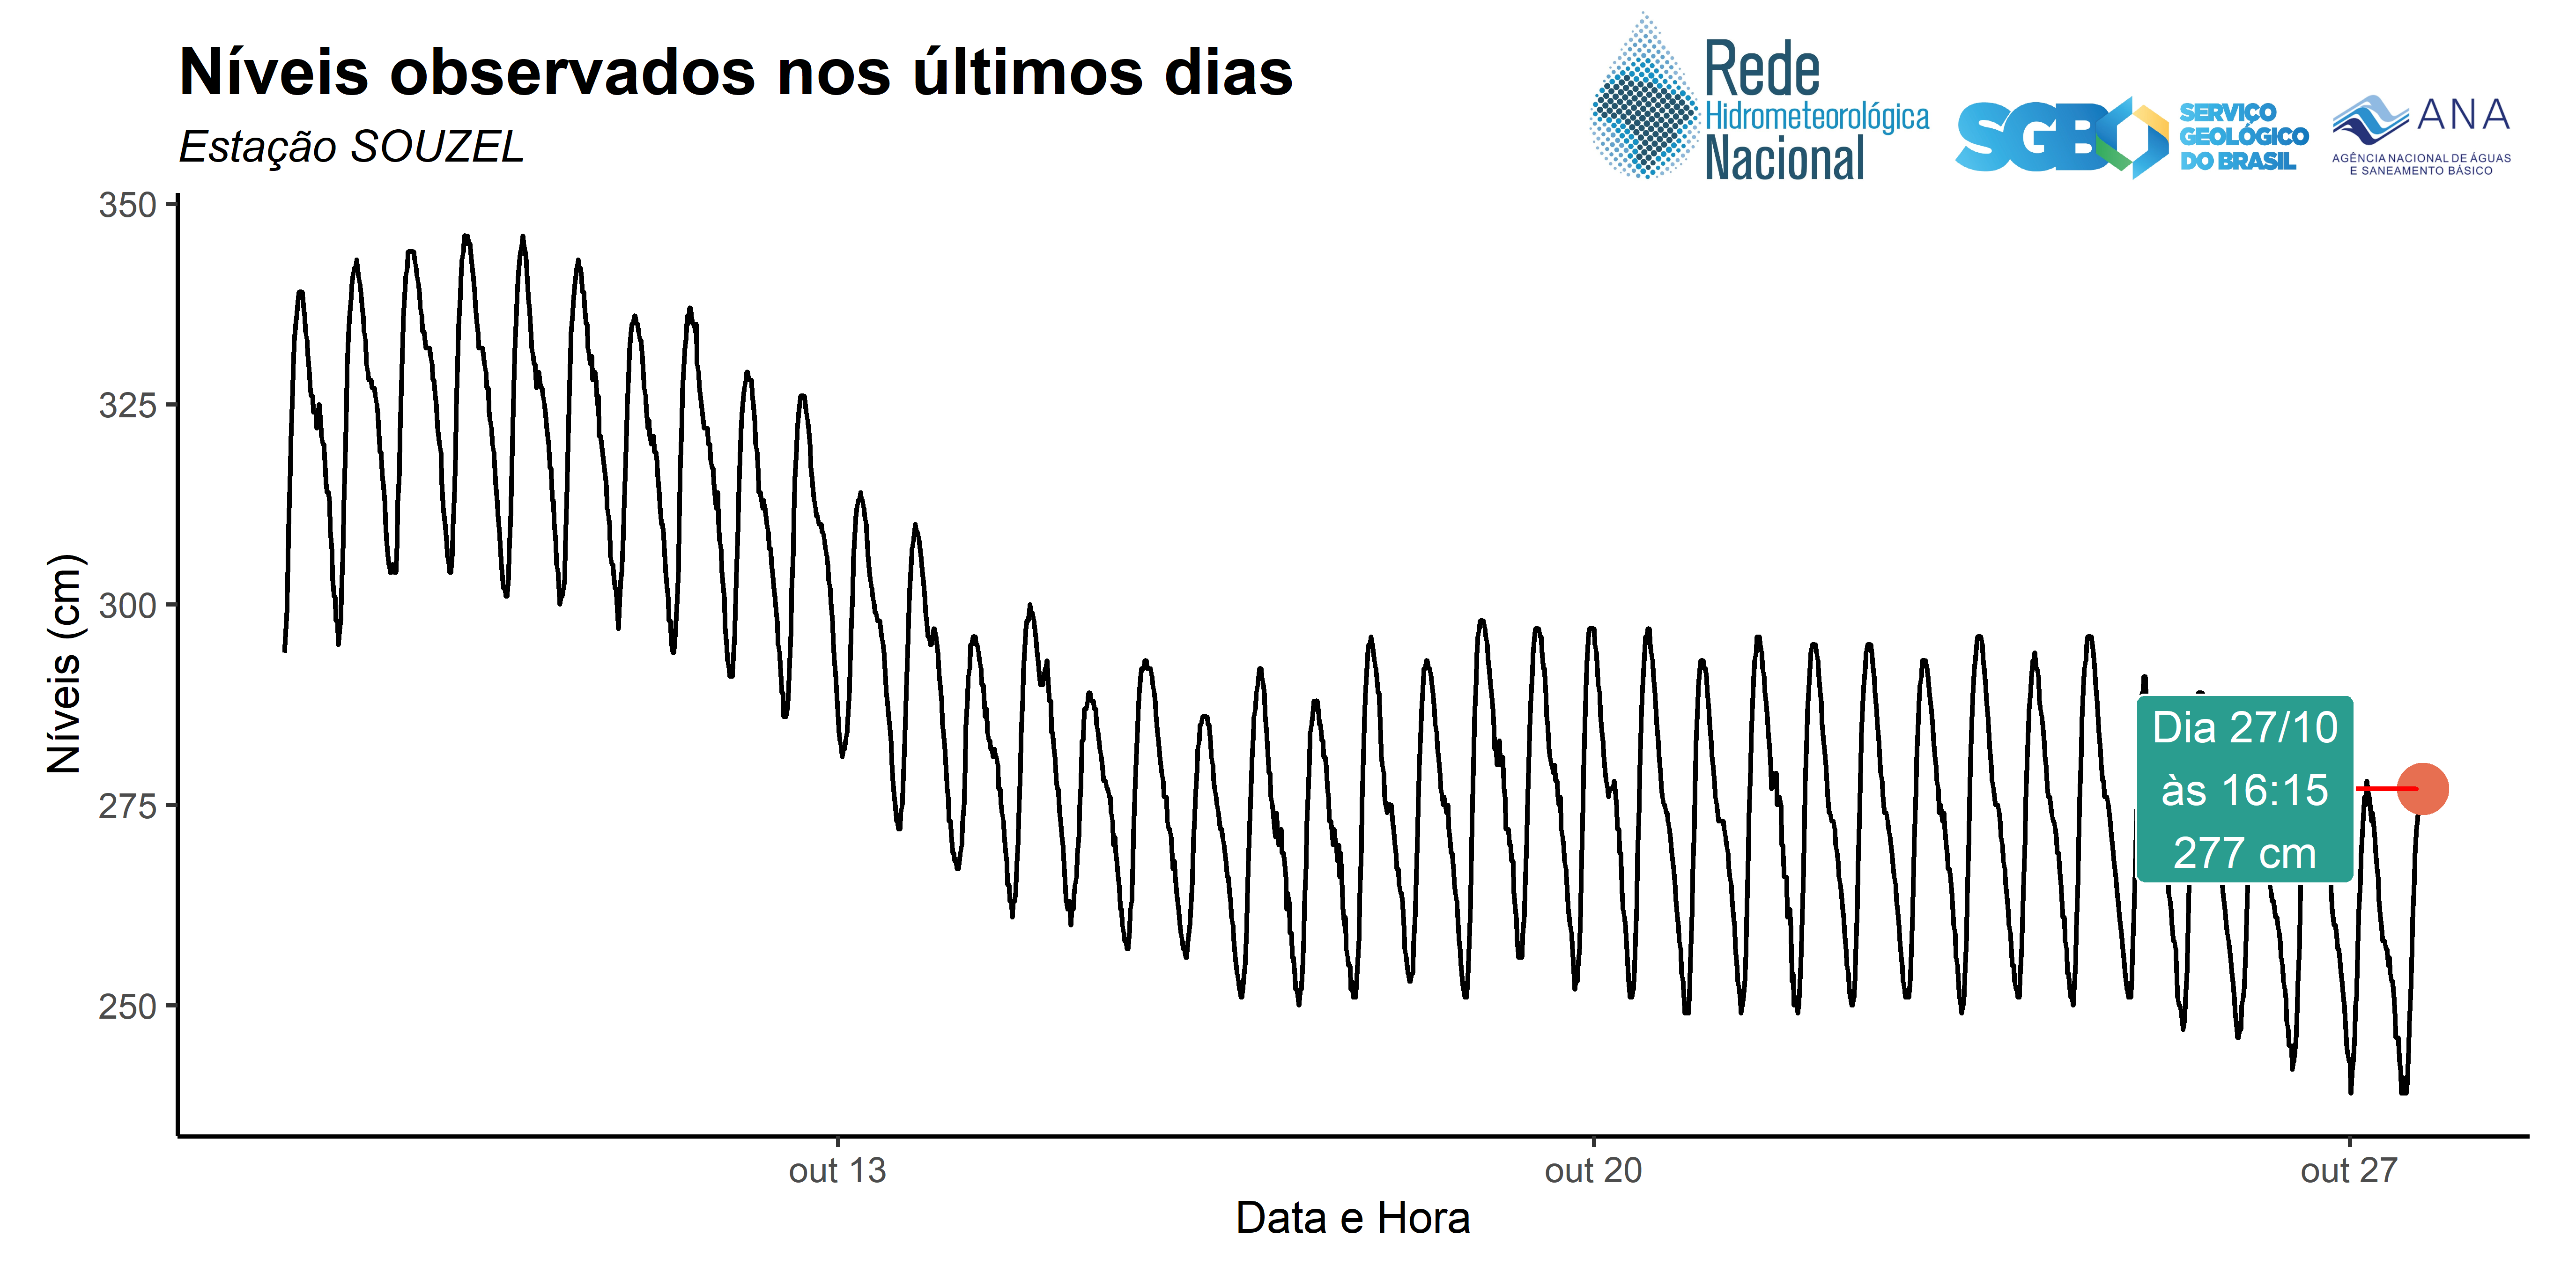 Níveis observados nos últimos dias
Estação SOUZEL
Rede
Hidrometeorológica
Nacional
SGB
SERVIÇO
GEOLÓGICO
DO BRASIL
ANA
AGÊNCIA NACIONAL DE ÁGUAS
E SANEAMENTO BÁSICO
Níveis (cm)
350
325
300
275
250
Dia 27/10
às 16:15
277 cm
out 13
out 20
out 27
Data e Hora